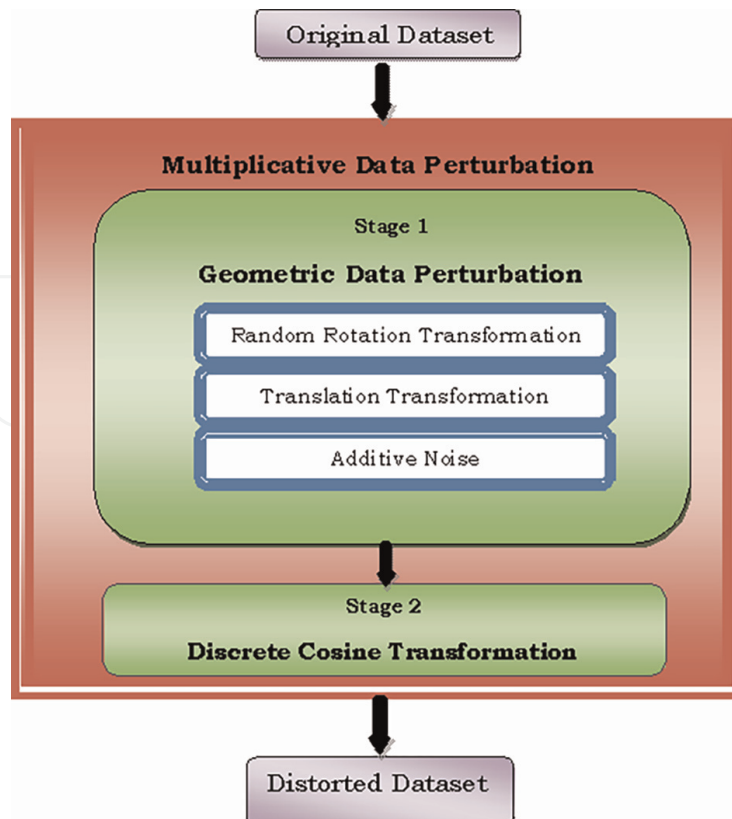 Original Dataset
Multiplicative Data Perturbation
Stage 1
Geometric Data Perturbation
Random Rotation Transformation
Translation Transformation
Additive Noise
Stage 2
Discrete Cosine Transformation
Distorted Dataset